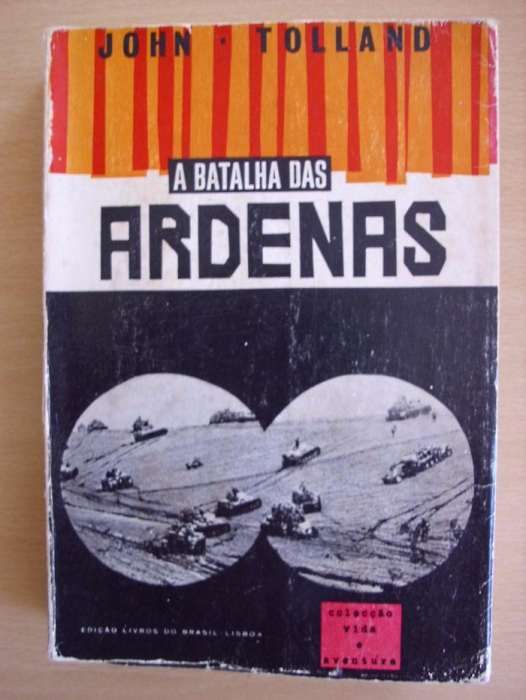 JOHN · TOLLAND
A BATALHA DAS
ARDENAS
EDIÇÃO LIVROS DO BRASIL-LISBOA
colecção
vida e
aventura